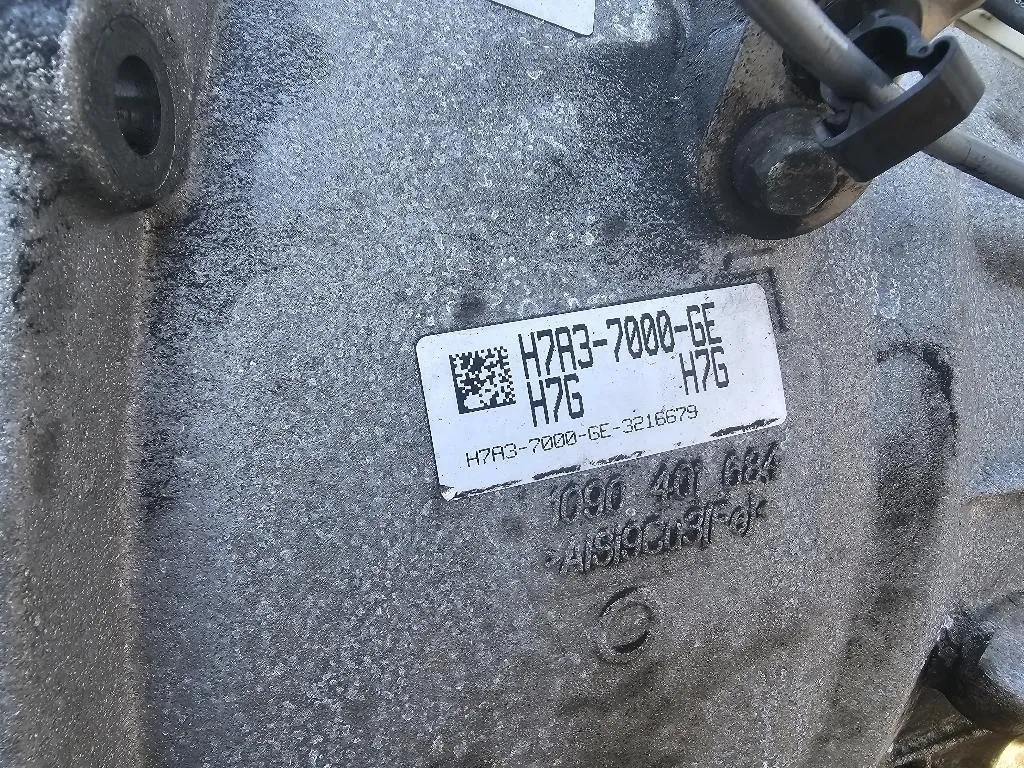 H7A3-7000-GE
H7G H7G
H7A3-7000-GE-3216679
1090 401 684
>AlSi9Cu3(Fe)<